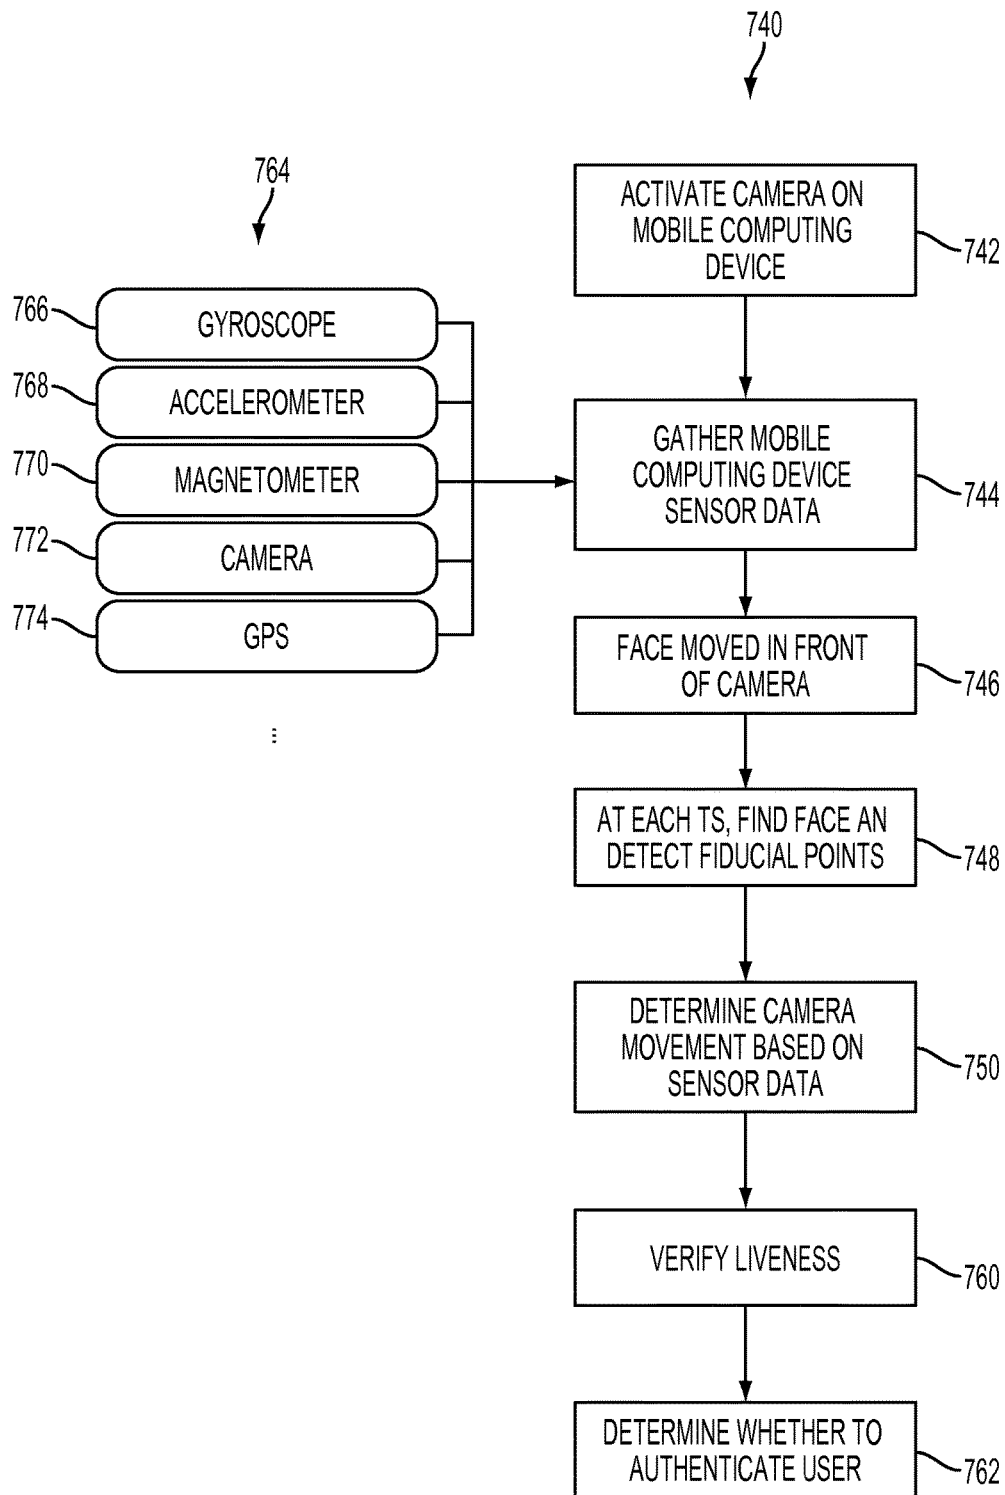 740
764
ACTIVATE CAMERA ON
MOBILE COMPUTING
DEVICE
742
766
GYROSCOPE
768
ACCELEROMETER
770
MAGNETOMETER
772
CAMERA
774
GPS
...
GATHER MOBILE
COMPUTING DEVICE
SENSOR DATA
744
FACE MOVED IN FRONT
OF CAMERA
746
AT EACH TS, FIND FACE AN
DETECT FIDUCIAL POINTS
748
DETERMINE CAMERA
MOVEMENT BASED ON
SENSOR DATA
750
VERIFY LIVENESS
760
DETERMINE WHETHER TO
AUTHENTICATE USER
762